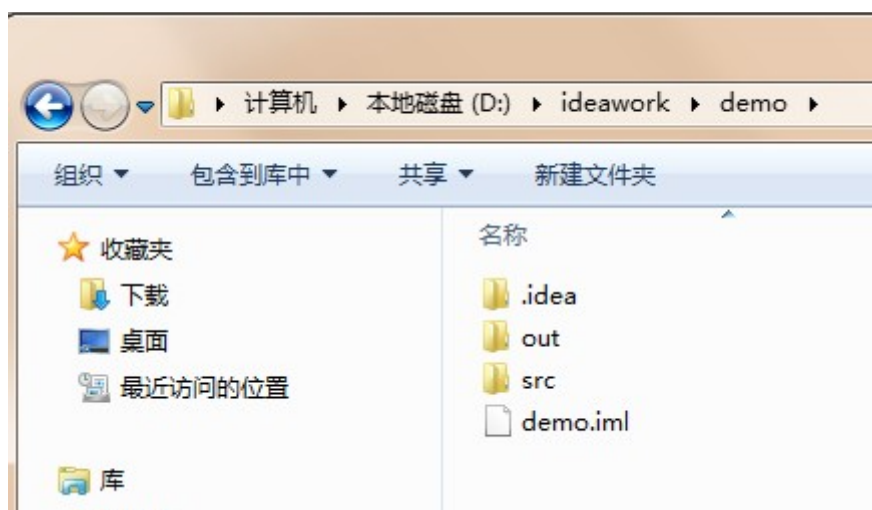 计算机 本地磁盘 (D:) ideawork demo
组织 包含到库中 共享 新建文件夹
收藏夹
下载
桌面
最近访问的位置
库
名称
.idea
out
src
demo.iml